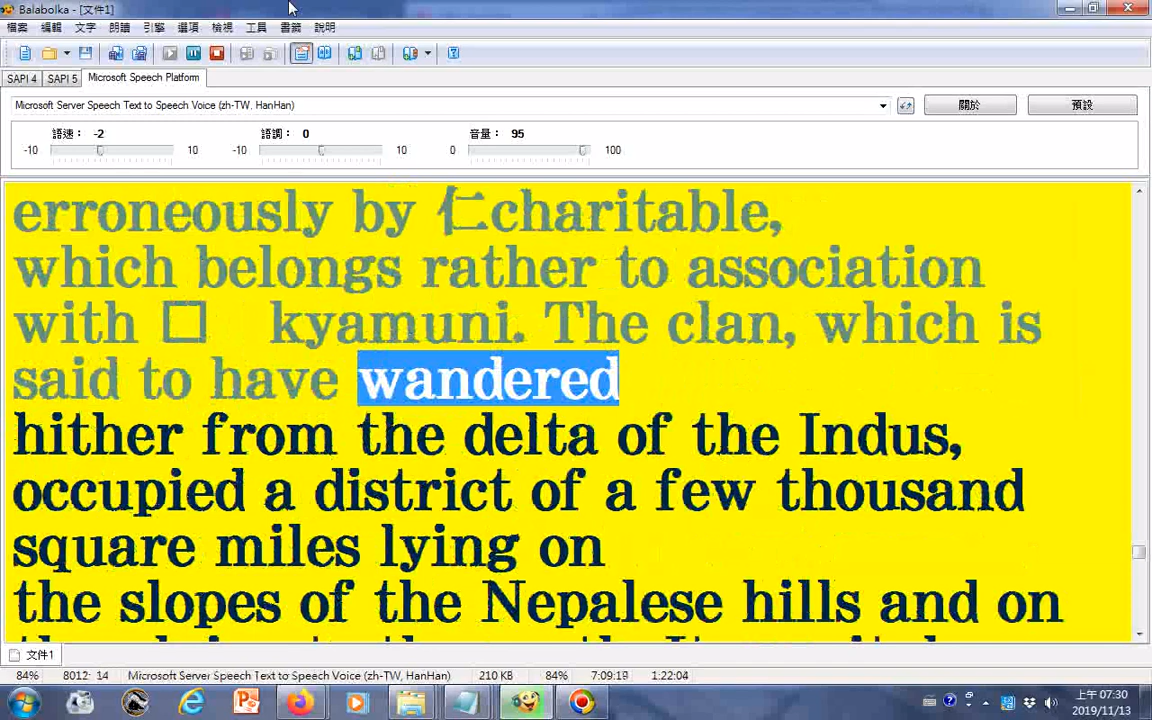 Balabolka - [文件1]
檔案 編輯 文字 朗讀 引擎 選項 檢視 工具 書籤 說明
SAPI 4 SAPI 5 Microsoft Speech Platform
Microsoft Server Speech Text to Speech Voice (zh-TW, HanHan) 關於 預設
語速： -2 語調： 0 音量： 95
-10 10 -10 10 0 100
erroneously by 仁charitable,
which belongs rather to association
with □ kyamuni. The clan, which is
said to have wandered
hither from the delta of the Indus,
occupied a district of a few thousand
square miles lying on
the slopes of the Nepalese hills and on
文件1
84% 8012: 14 Microsoft Server Speech Text to Speech Voice (zh-TW, HanHan) 210 KB 84% 7:09:19 1:22:04
上午 07:30
2019/11/13